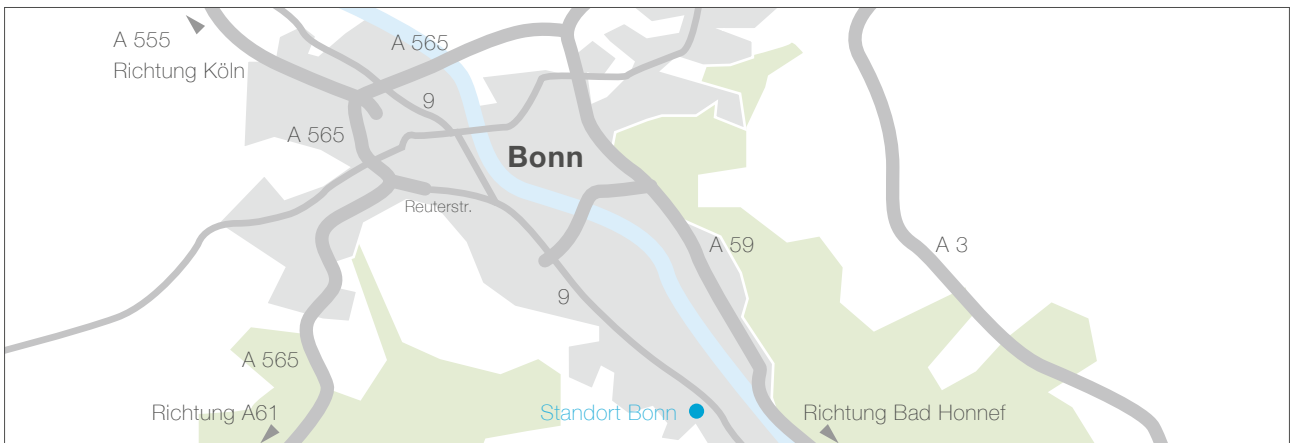 A 555
Richtung Köln
A 565
9
A 565
Bonn
Reuterstr.
A 59
A 3
9
A 565
Richtung A61
Standort Bonn
Richtung Bad Honnef